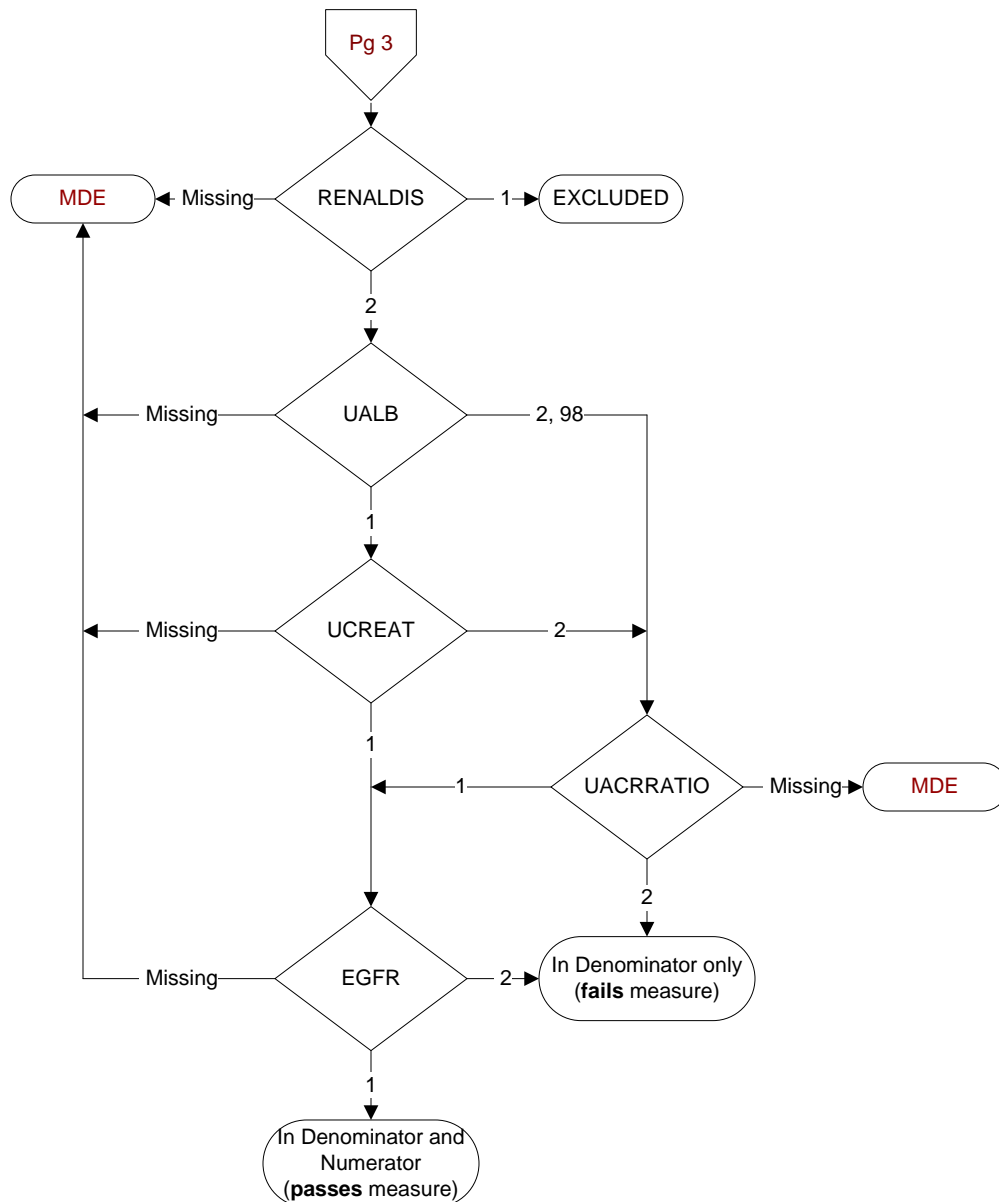 Pg 3
MDE
Missing
RENALDIS
1
EXCLUDED
2
Missing
UALB
2, 98
1
Missing
UCREAT
2
1
1
UACRRATIO
Missing
MDE
2
Missing
EGFR
2
In Denominator only
(fails measure)
1
In Denominator and
Numerator
(passes measure)